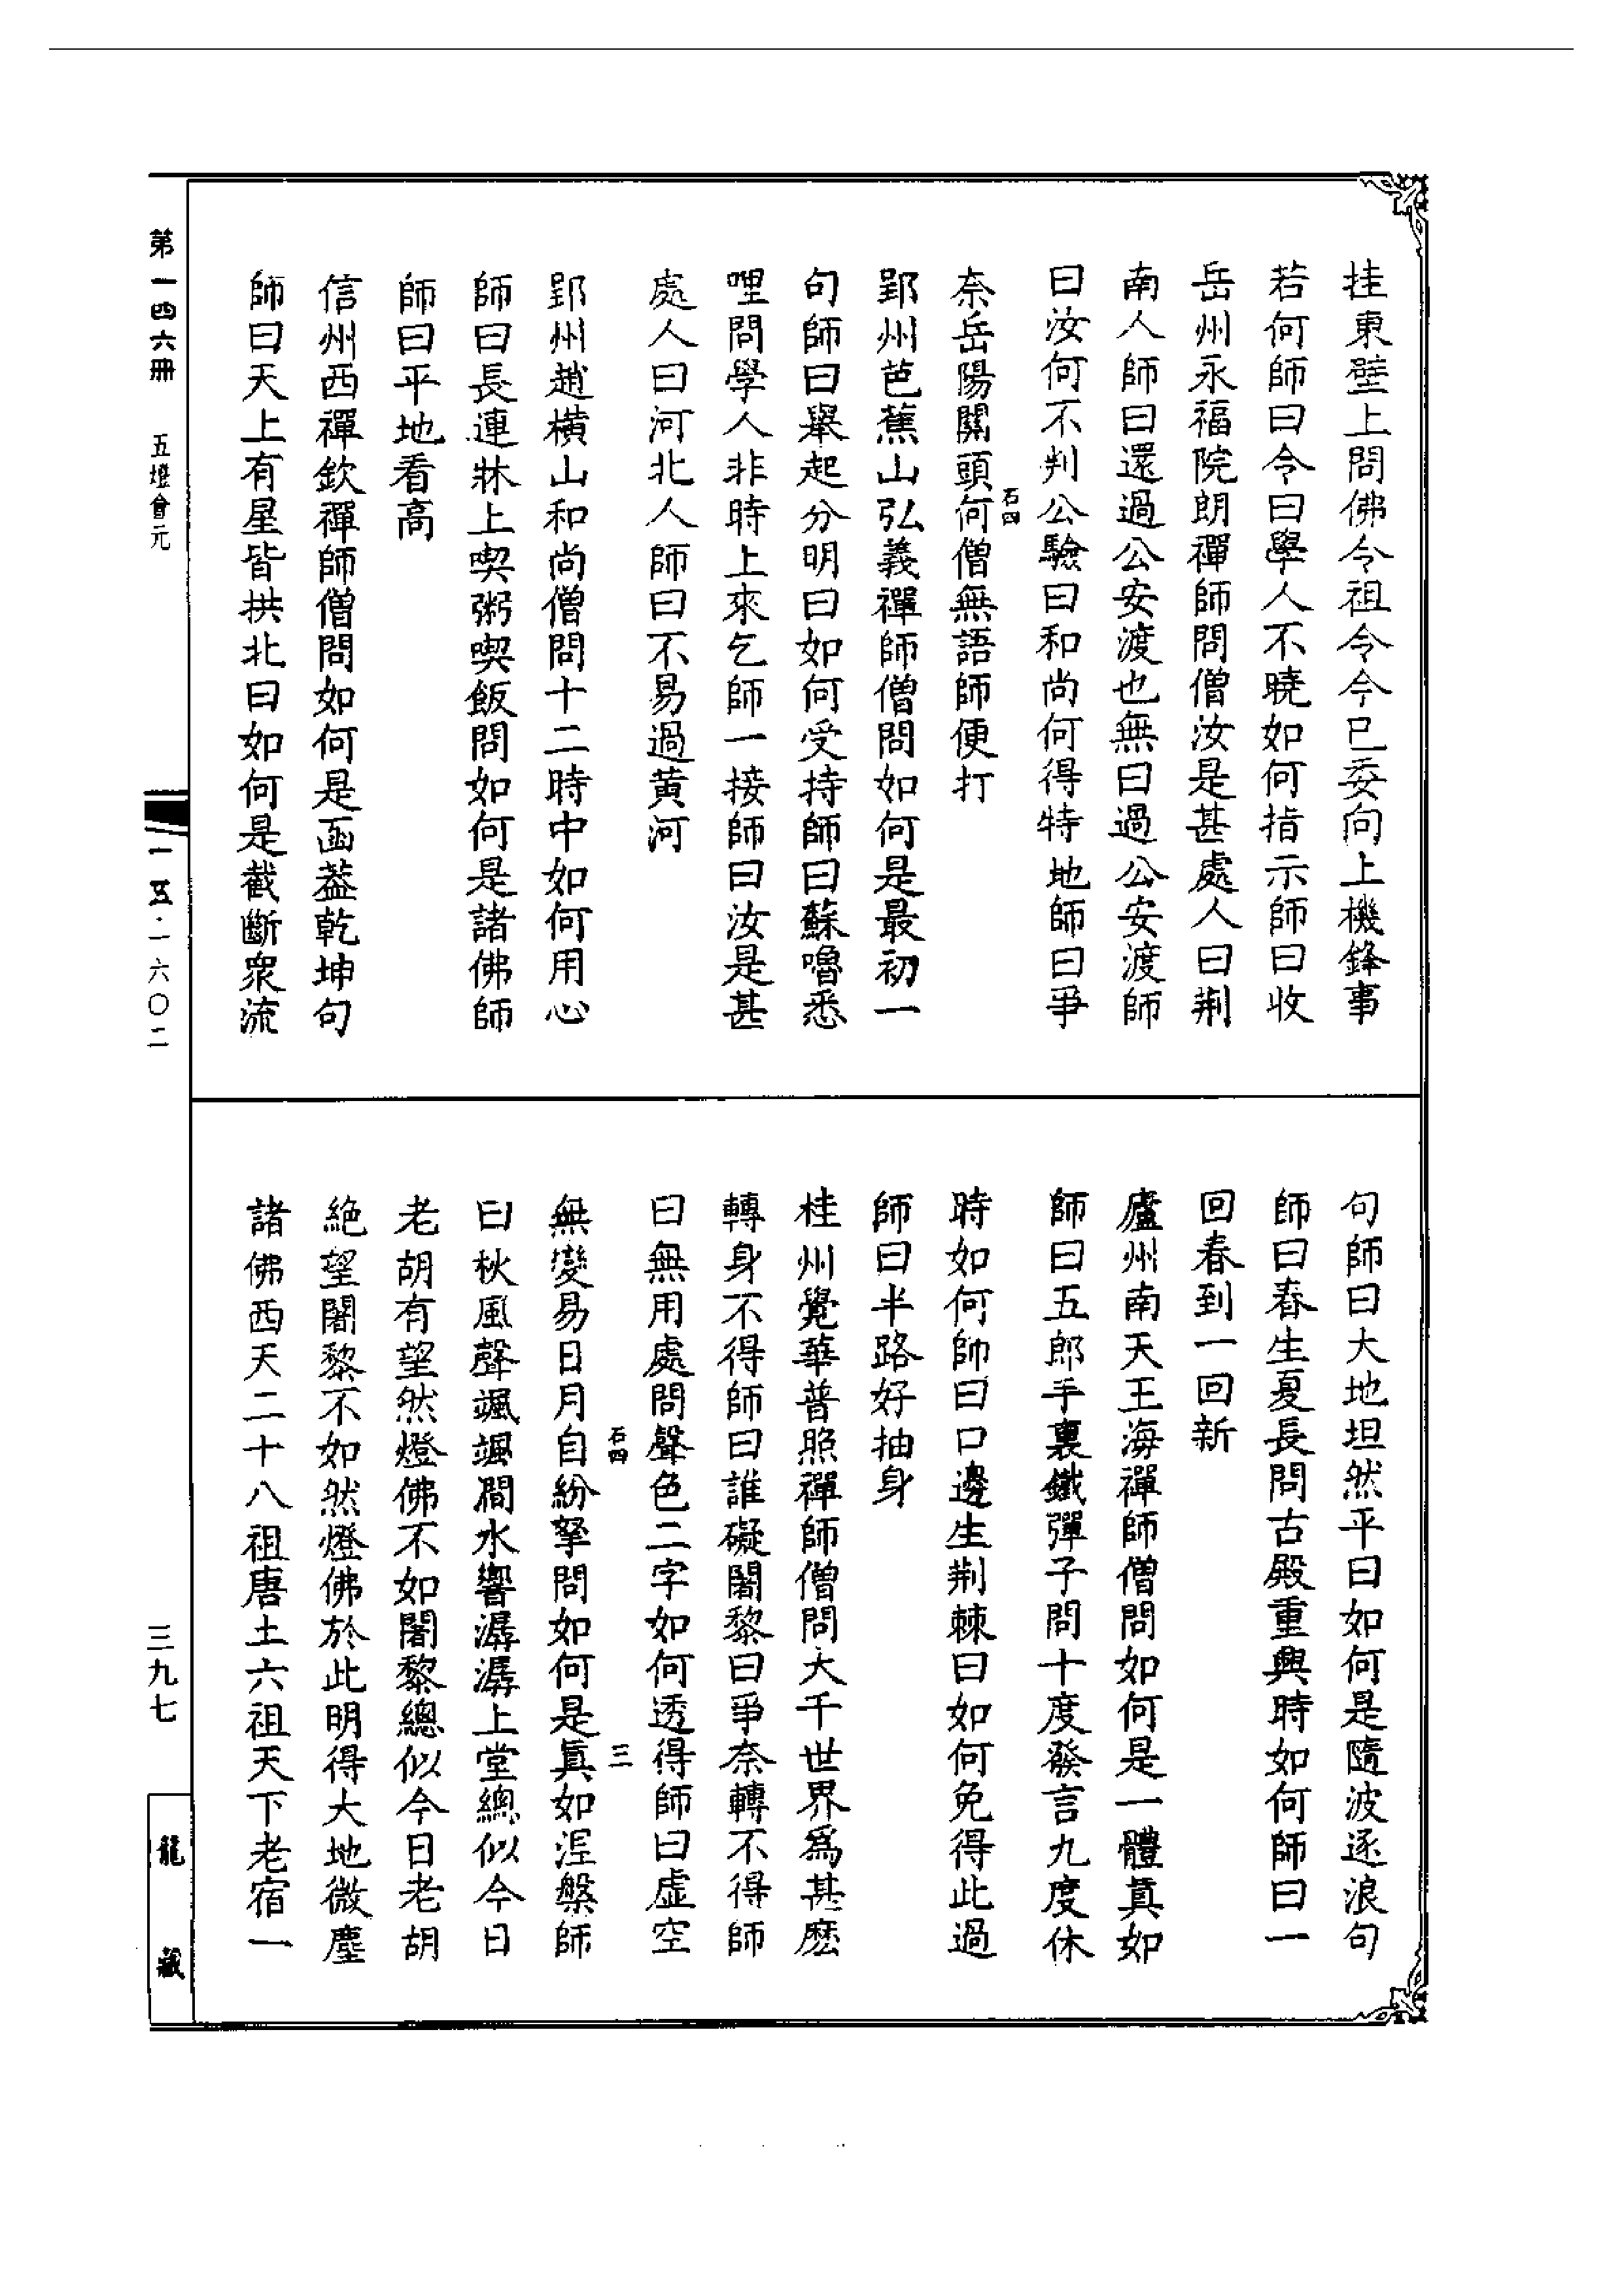 挂東壁上問佛令祖令今已委向上機鋒事
若何師曰令曰學人不曉如何指示師曰收
岳州永福院朗禪師問僧汝是甚處人曰荆
南人師曰還過公安渡也無曰過公安渡師
曰汝何不判公驗曰和尚何得特地師曰爭
奈岳陽關頭何僧無語師便打
石四
郢州芭蕉山弘義禪師僧問如何是最初一
句師曰舉起分明曰如何受持師曰蘇嚕悉
哩問學人非時上來乞師一接師曰汝是甚
處人曰河北人師曰不易過黄河
郢州趙橫山和尚僧問十二時中如何用心
師曰長連牀上喫粥喫飯問如何是諸佛師
師曰平地看高
信州西禪欽禪師僧問如何是函葢乾坤句
師曰天上有星皆拱北曰如何是截斷衆流
句師曰大地坦然平曰如何是隨波逐浪句
師曰春生夏長問古殿重興時如何師曰一
回春到一回新
廬州南天王海禪師僧問如何是一體真如
師曰五郎手裏鐵彈子問十度發言九度休
時如何帥曰口邊生荆棘曰如何免得此過
師曰半路好抽身
桂州覺華普照禪師僧問大千世界爲甚麽
轉身不得師曰誰礙闍黎曰爭奈轉不得師
曰無用處問聲色二字如何透得師曰虛空
石四
三
無變易日月自紛拏問如何是真如涅槃師
曰秋風聲颯颯澗水響潺潺上堂總似今日
老胡有望然燈佛不如闍黎總似今日老胡
絶望闍黎不如然燈佛於此明得大地微塵
諸佛西天二十八祖唐土六祖天下老宿一
第一四六冊 五燈會元
一五·一六〇二
三九七
龍藏